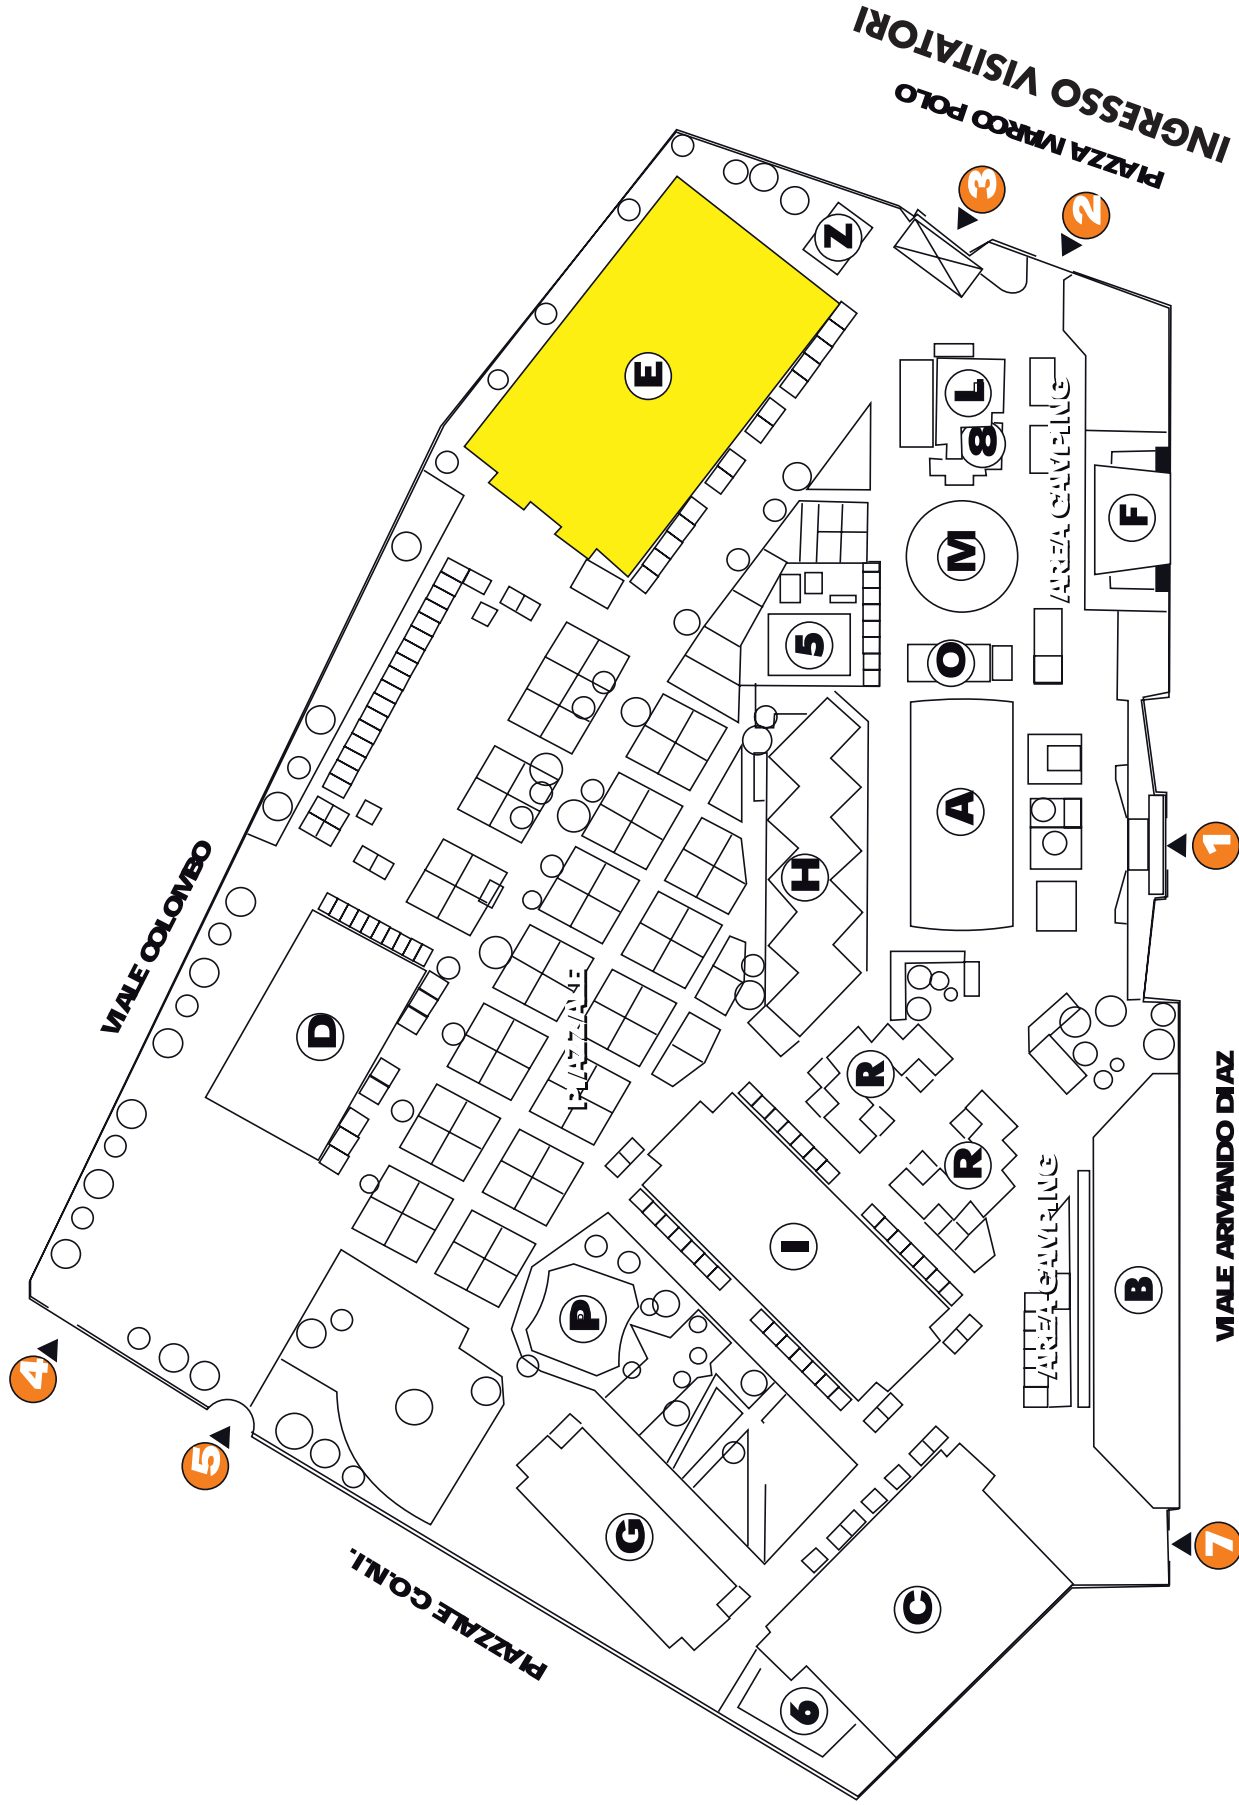 INGRESSO VISITATORI
PIAZZA MARCO POLO
3
2
Z
E
L
8
AREA CAMPING
F
M
5
O
A
1
H
VIALE COLOMBO
D
PIAZZALE
R
R
I
AREA CAMPING
B
VIALE ARMANDO DIAZ
P
4
5
G
PIAZZALE C.O.N.I.
C
7
6